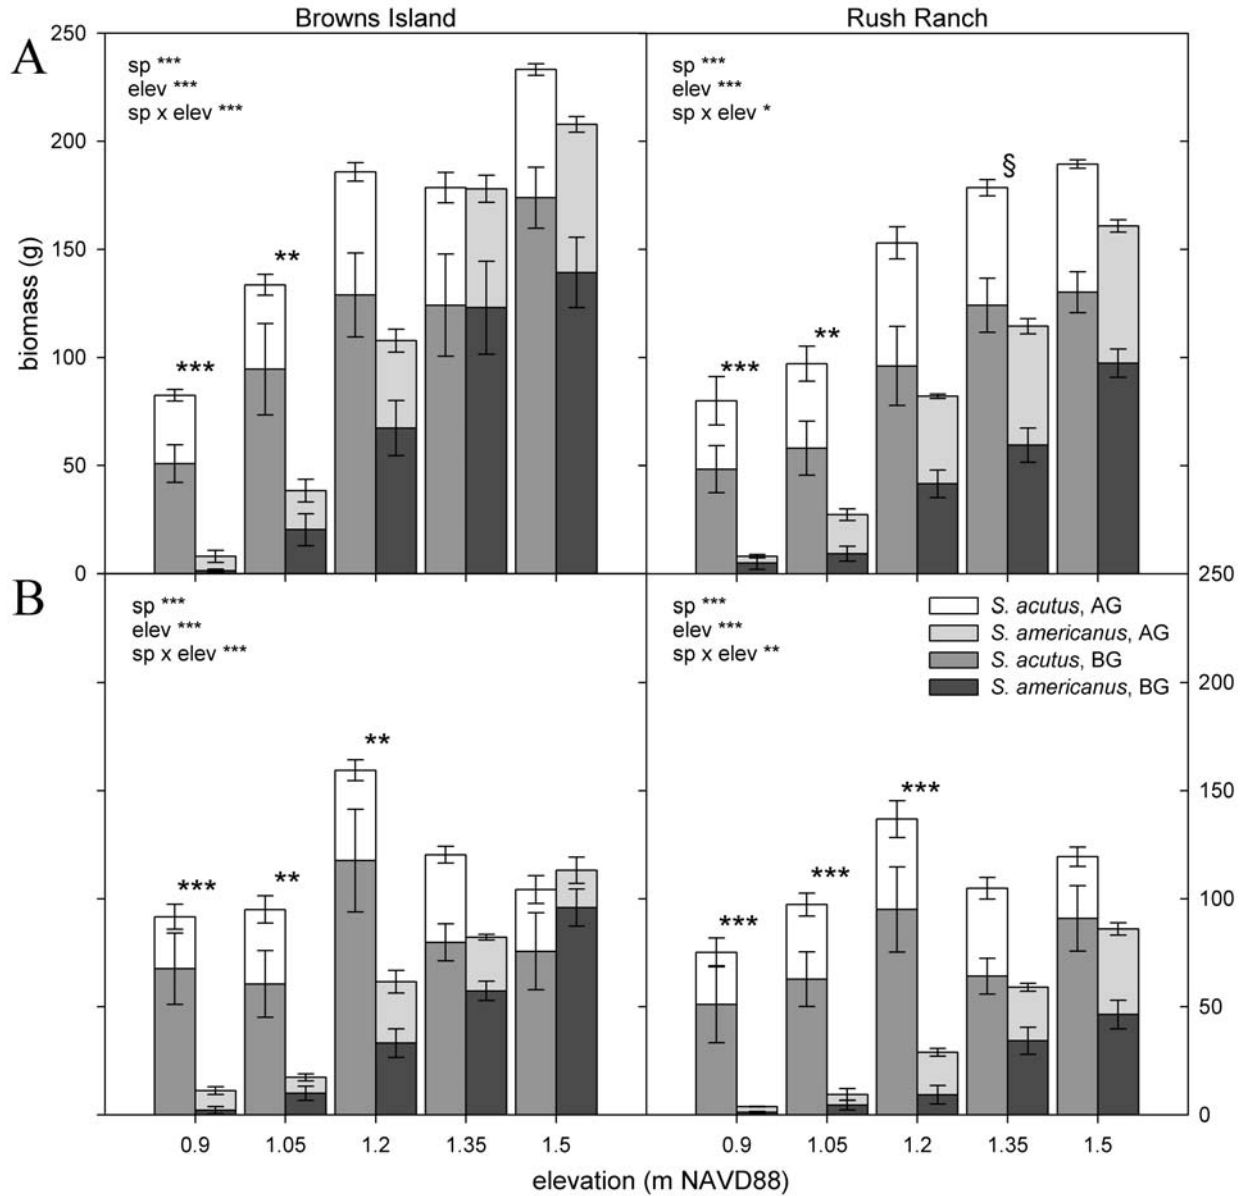 Browns Island
Rush Ranch
A
250
200
150
100
50
0
biomass (g)
sp ***
elev ***
sp x elev ***
***
**
sp ***
elev ***
sp x elev *
***
**
§
B
sp ***
elev ***
sp x elev ***
***
**
**
sp ***
elev ***
sp x elev **
***
***
***
S. acutus, AG
S. americanus, AG
S. acutus, BG
S. americanus, BG
250
200
150
100
50
0
0.9 1.05 1.2 1.35 1.5
0.9 1.05 1.2 1.35 1.5
elevation (m NAVD88)